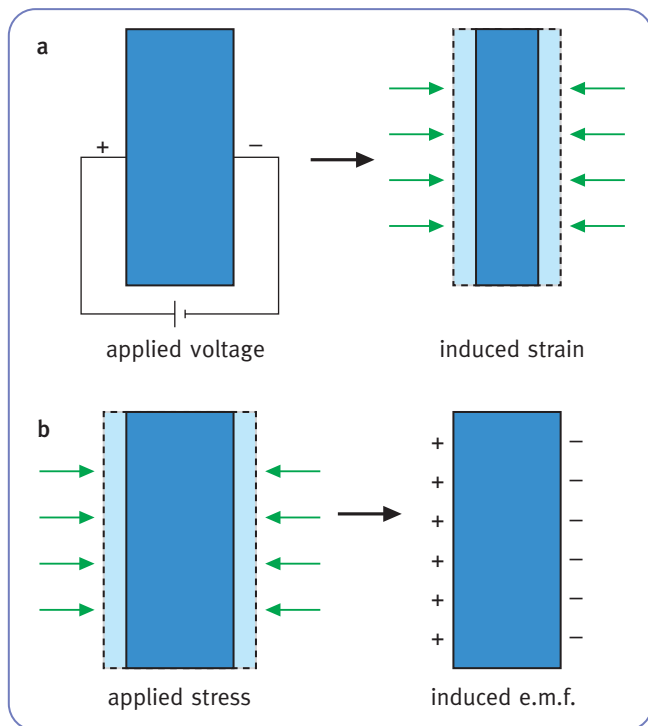 a
+ −
applied voltage
induced strain
b
+ −
+ −
+ −
+ −
+ −
+ −
applied stress
induced e.m.f.